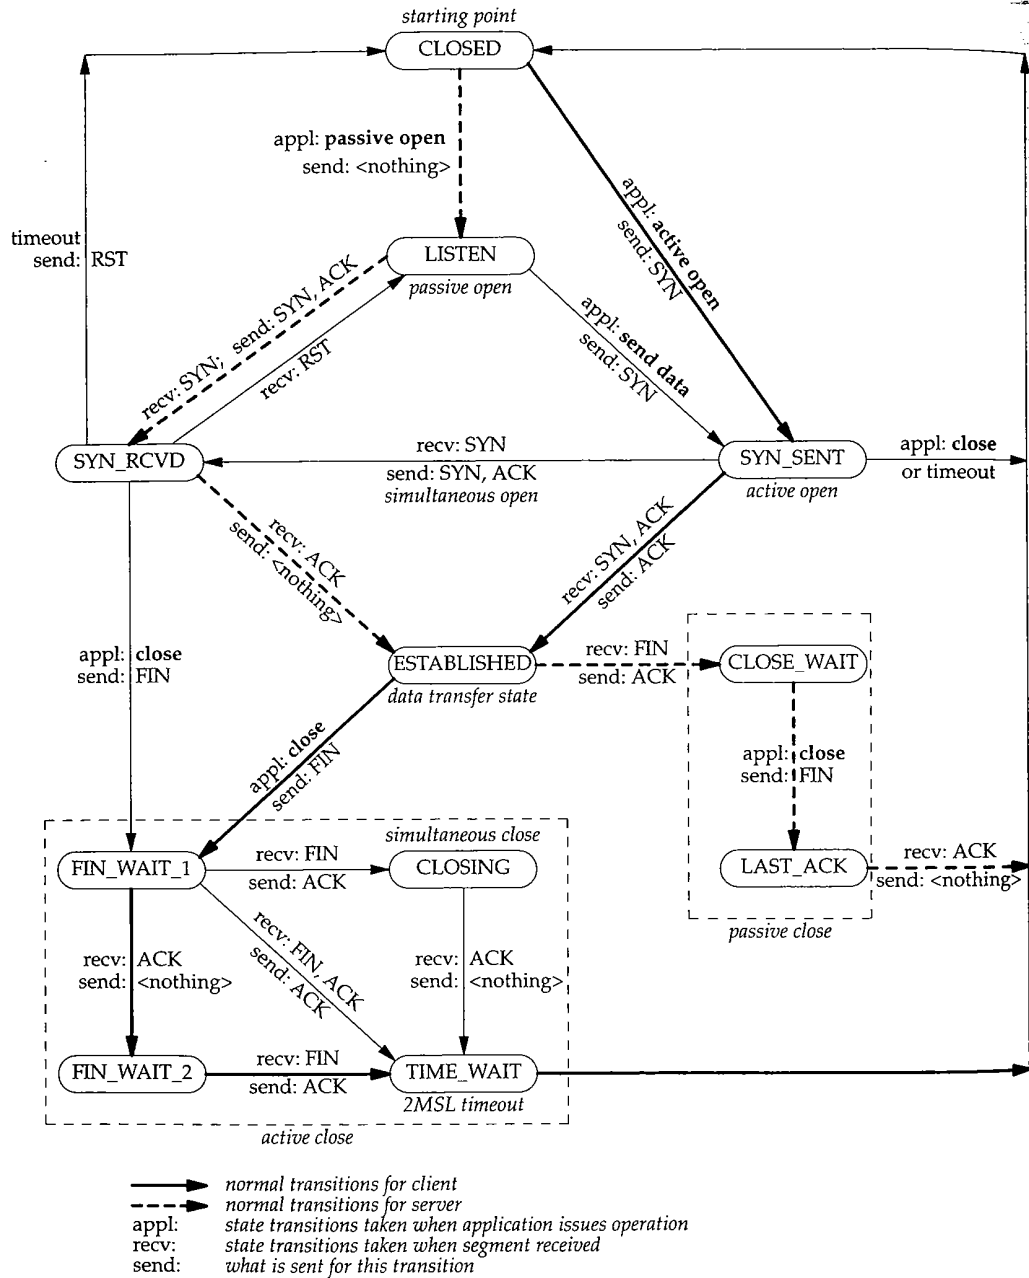 starting point
CLOSED
appl: passive open
send: <nothing>
appl: active open
send: SYN
timeout
send: RST
LISTEN
passive open
recv: SYN; send: SYN, ACK
recv: RST
appl: send data
send: SYN
SYN_RCVD
recv: SYN
send: SYN, ACK
simultaneous open
SYN_SENT
active open
appl: close
or timeout
recv: ACK
send: <nothing>
recv: SYN, ACK
send: ACK
appl: close
send: FIN
ESTABLISHED
data transfer state
recv: FIN
send: ACK
CLOSE_WAIT
appl: close
send: FIN
appl: close
send: FIN
simultaneous close
FIN_WAIT_1
recv: FIN
send: ACK
CLOSING
LAST_ACK
recv: ACK
send: <nothing>
passive close
recv: ACK
send: <nothing>
recv: FIN, ACK
send: ACK
recv: ACK
send: <nothing>
FIN_WAIT_2
recv: FIN
send: ACK
TIME_WAIT
2MSL timeout
active close
normal transitions for client
normal transitions for server
appl: state transitions taken when application issues operation
recv: state transitions taken when segment received
send: what is sent for this transition